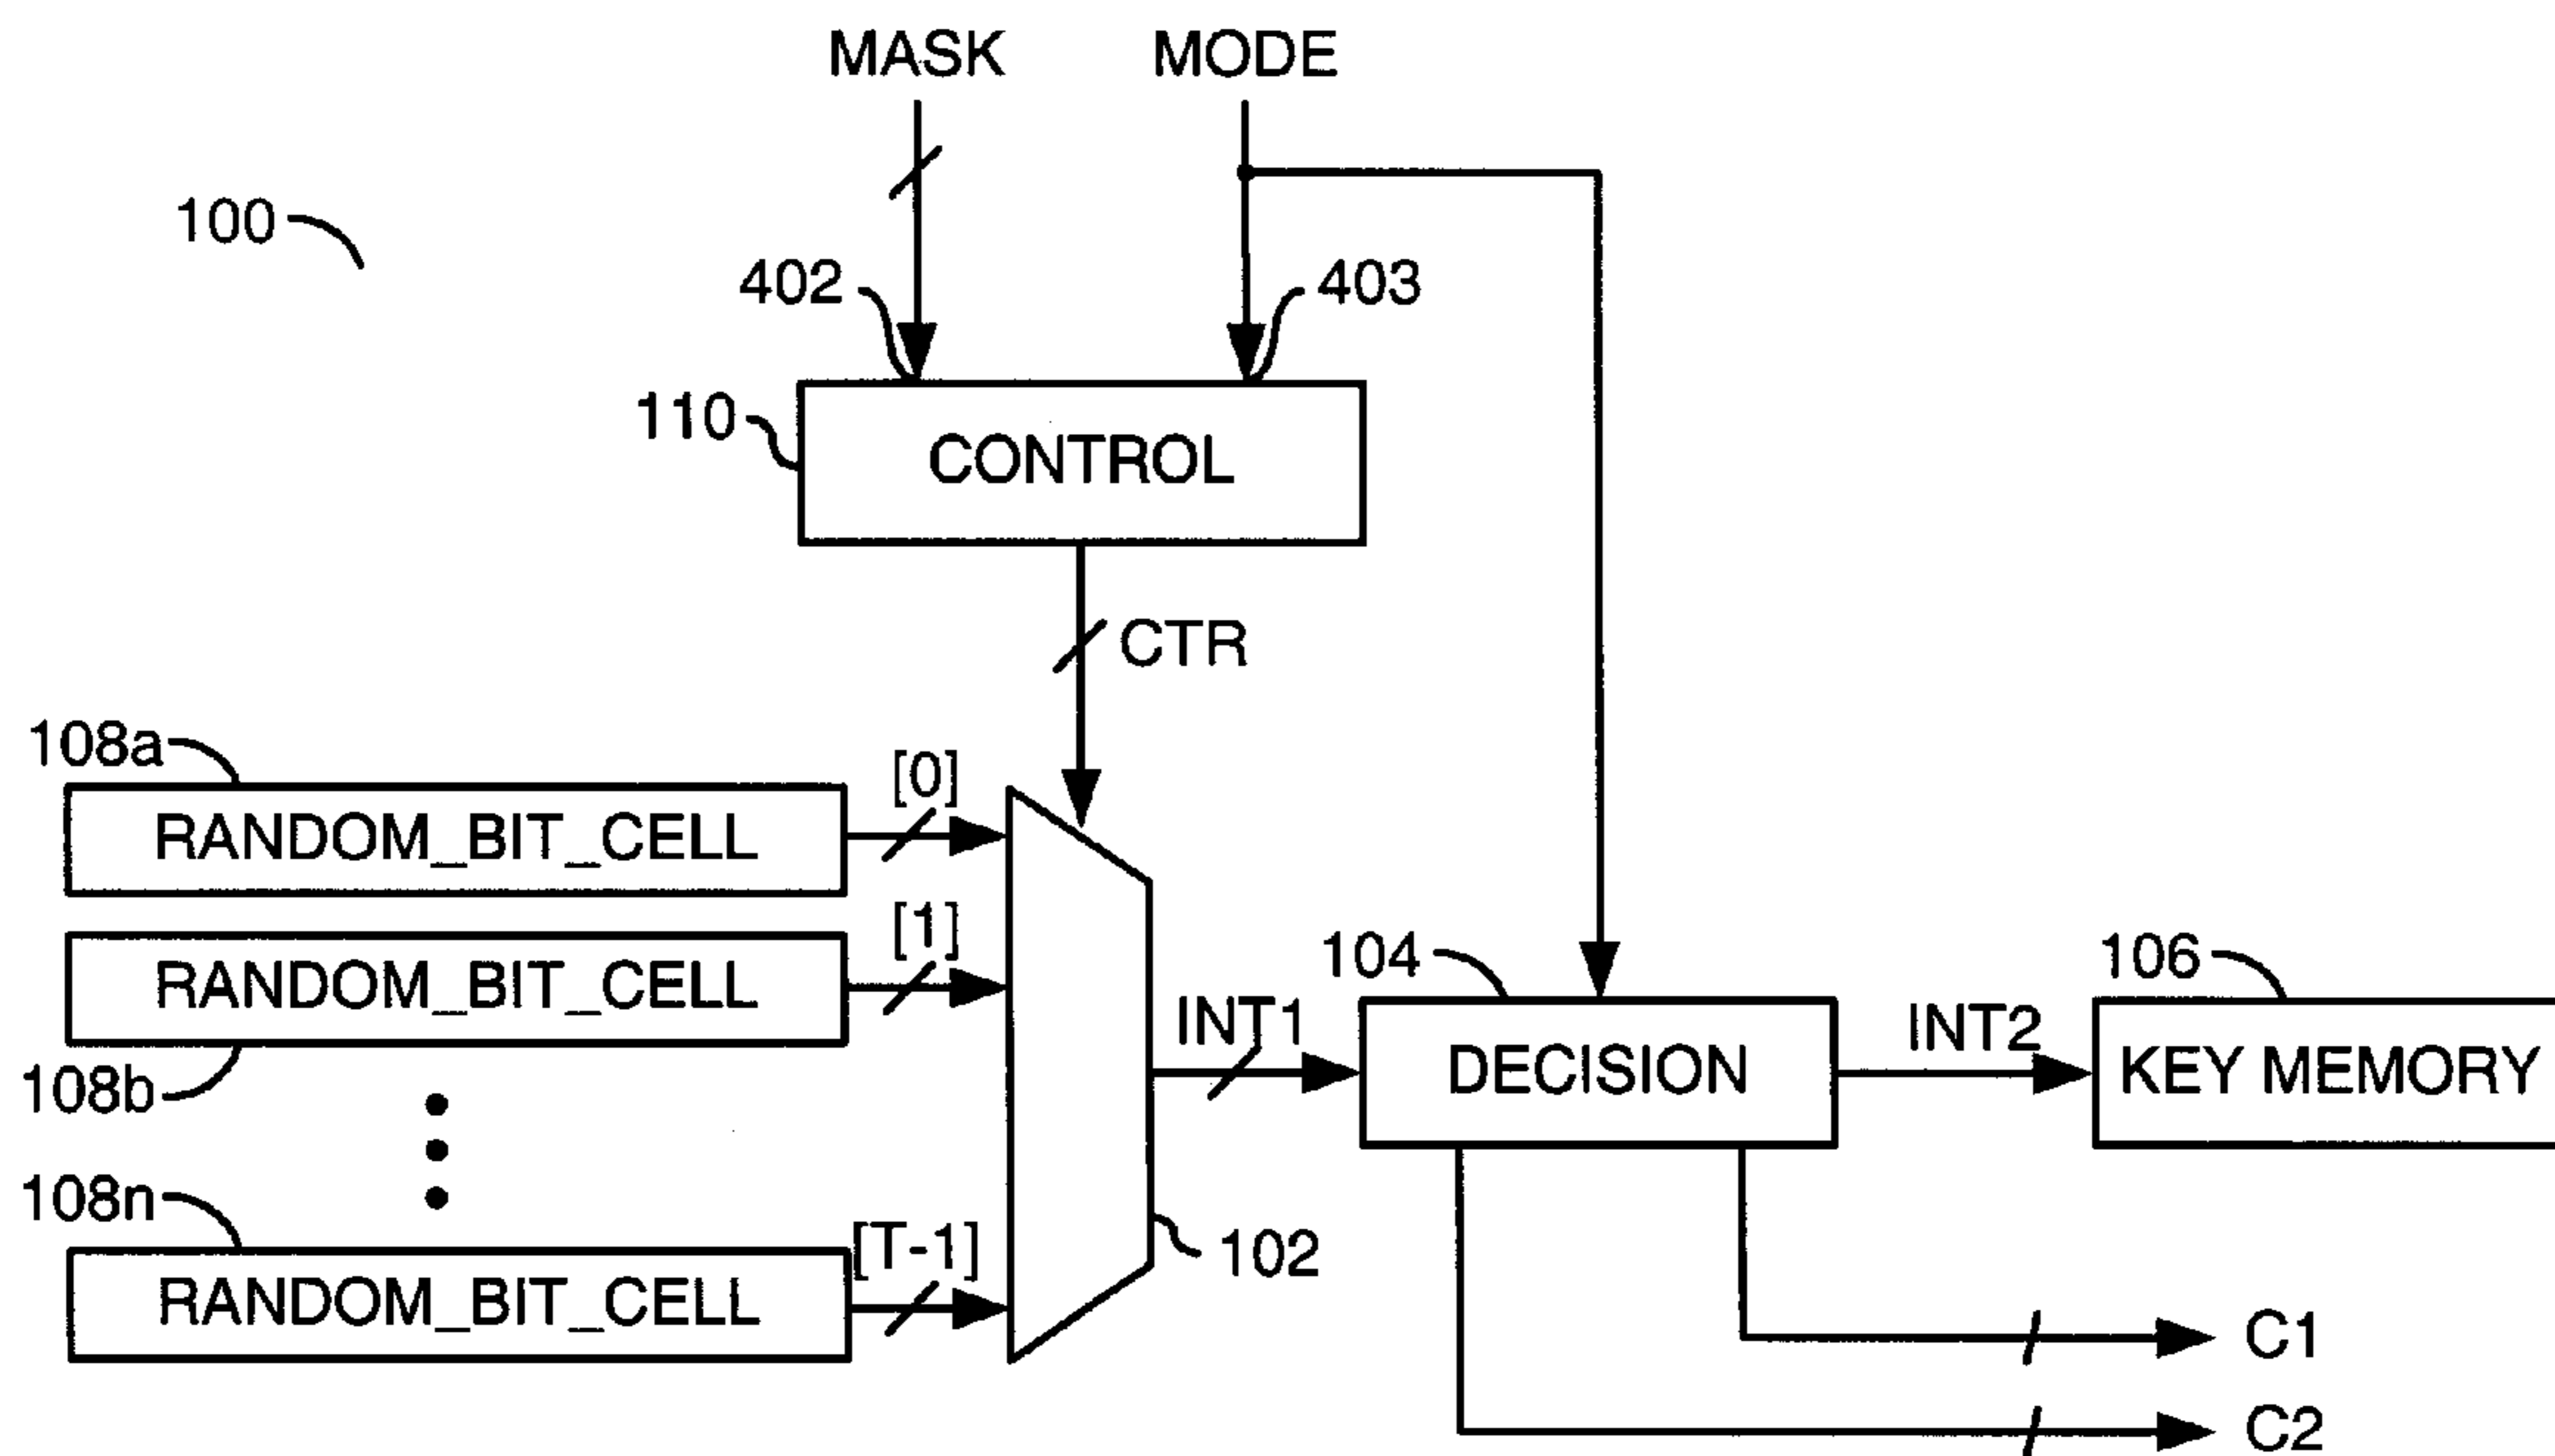 MASK MODE
100
402 403
110 CONTROL
CTR
108a [0]
RANDOM_BIT_CELL
[1]
RANDOM_BIT_CELL
104 106
INT1 INT2
DECISION KEY MEMORY
108b
108n [T-1]
102
RANDOM_BIT_CELL
C1
C2